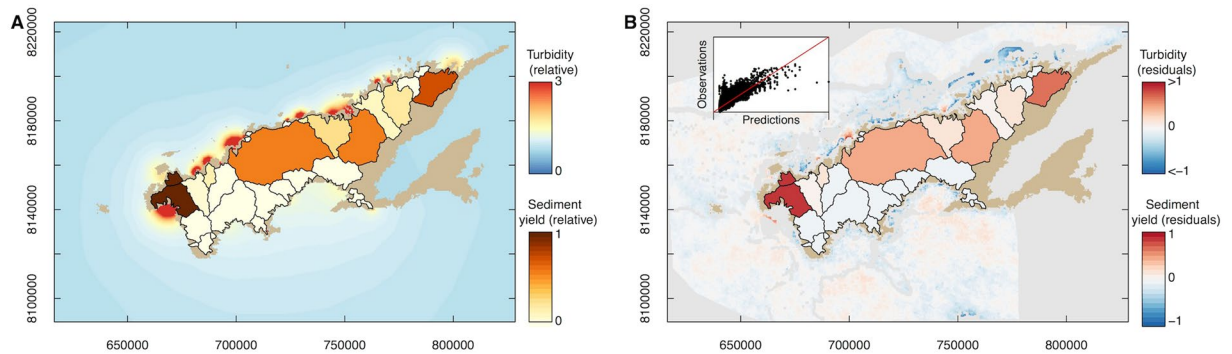 A
8220000
8180000
8140000
8100000
650000
700000
750000
800000
Turbidity
(relative)
3
0
Sediment
yield (relative)
1
0
B
8220000
8180000
8140000
8100000
650000
700000
750000
800000
Observations
Predictions
Turbidity
(residuals)
>1
0
<−1
Sediment
yield (residuals)
1
0
−1